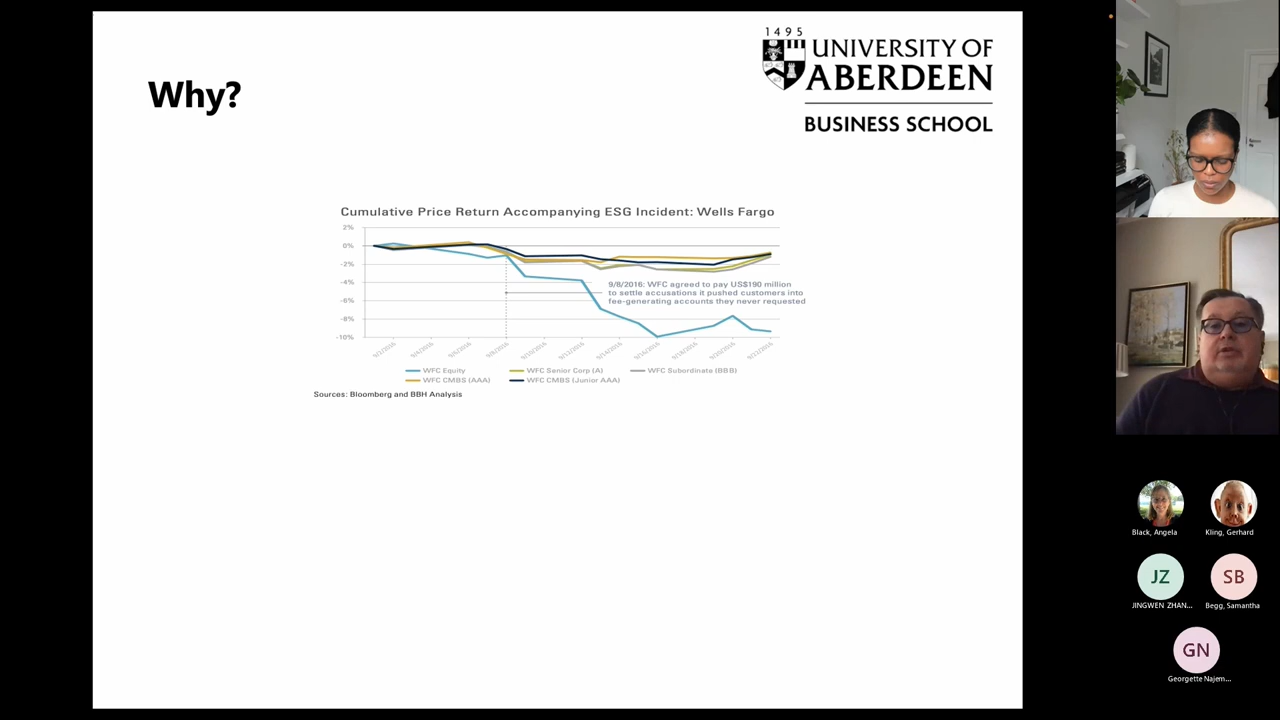 Why?
1495
UNIVERSITY OF
ABERDEEN
BUSINESS SCHOOL
Cumulative Price Return Accompanying ESG Incident: Wells Fargo
2%
0%
-2%
-4%
-6%
-8%
-10%
9/8/2016: WFC agreed to pay US$190 million
to settle accusations it pushed customers into
fee-generating accounts they never requested
WFC Equity
WFC Senior Corp (A)
WFC Subordinate (BBB)
WFC CMBS (AAA)
WFC CMBS (Junior AAA)
Sources: Bloomberg and BBH Analysis
Black, Angela
Kling, Gerhard
JZ
SB
JINGWEN ZHAN...
Begg, Samantha
GN
Georgette Najem...